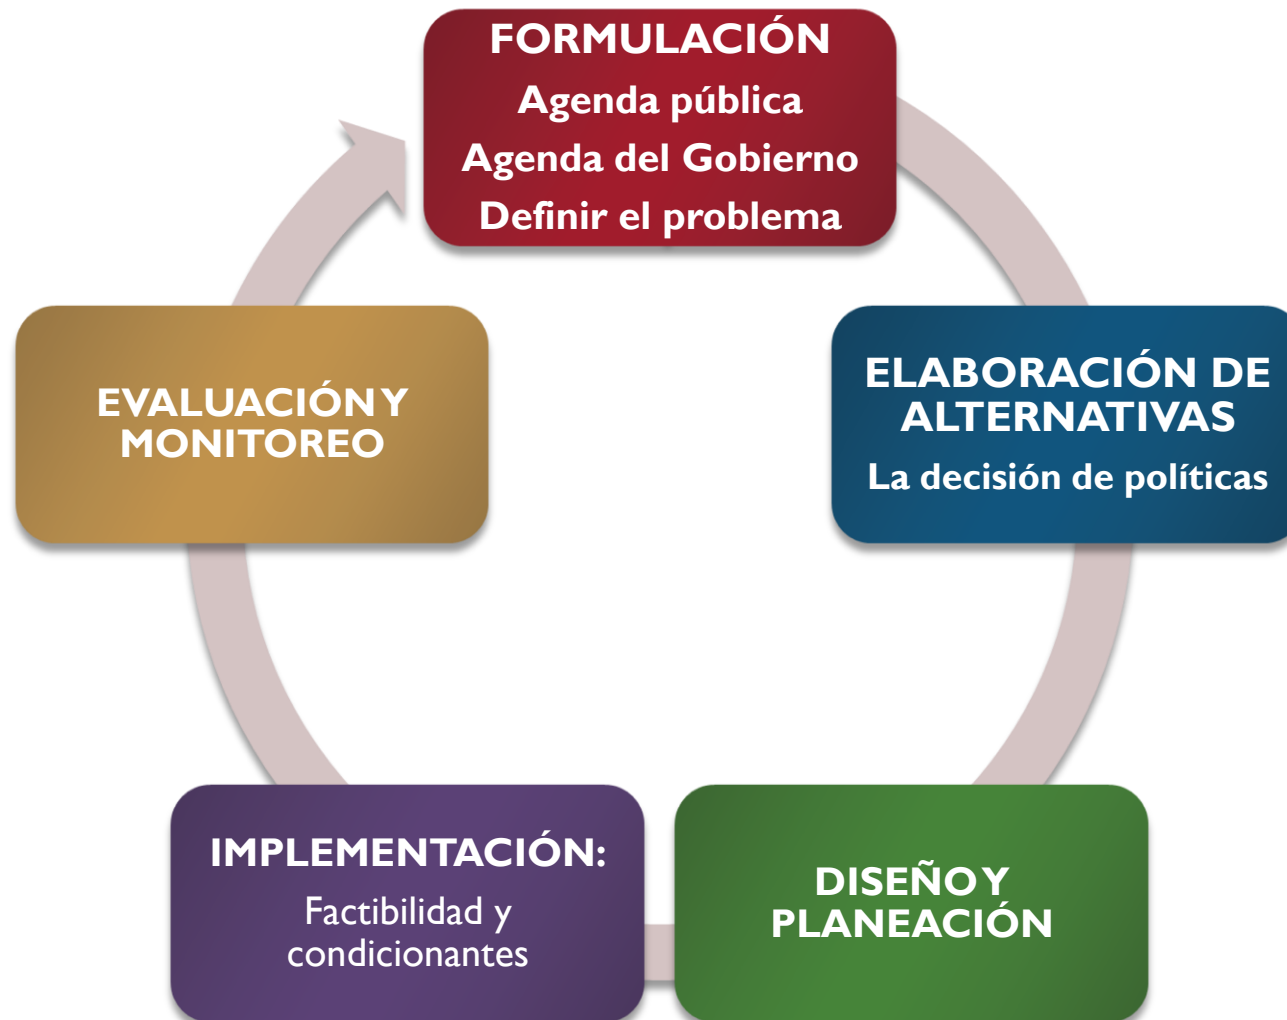 FORMULACIÓN
Agenda pública
Agenda del Gobierno
Definir el problema
ELABORACIÓN DE
ALTERNATIVAS
La decisión de políticas
DISEÑO Y
PLANEACIÓN
IMPLEMENTACIÓN:
Factibilidad y
condicionantes
EVALUACIÓN Y
MONITOREO